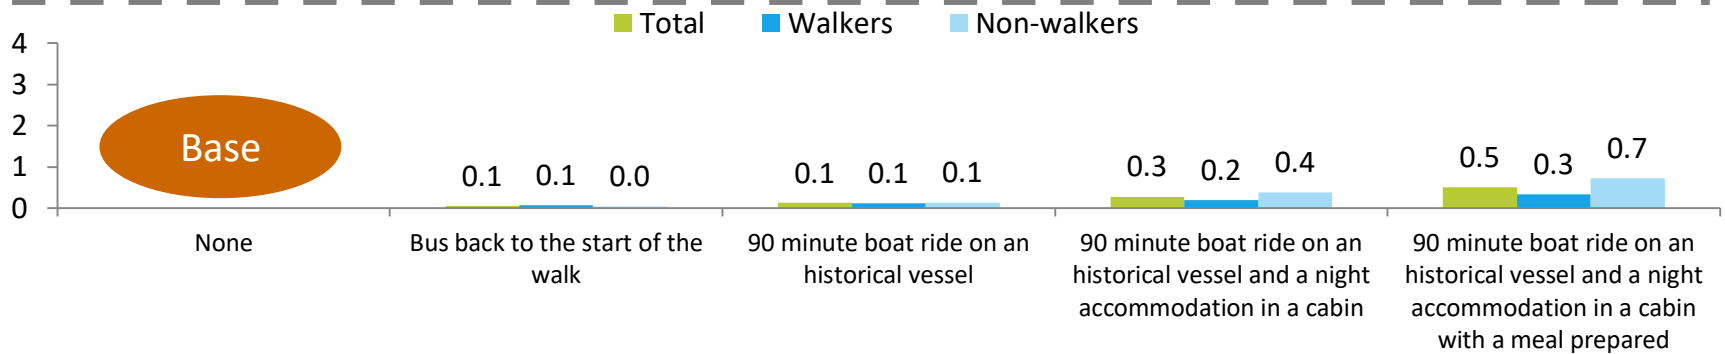 Total Walkers Non-walkers
4
3
2
1
0
Base
0.1 0.1 0.0
0.1 0.1 0.1
0.3 0.2 0.4
0.5 0.3 0.7
None
Bus back to the start of the
walk
90 minute boat ride on an
historical vessel
90 minute boat ride on an
historical vessel and a night
accommodation in a cabin
90 minute boat ride on an
historical vessel and a night
accommodation in a cabin
with a meal prepared